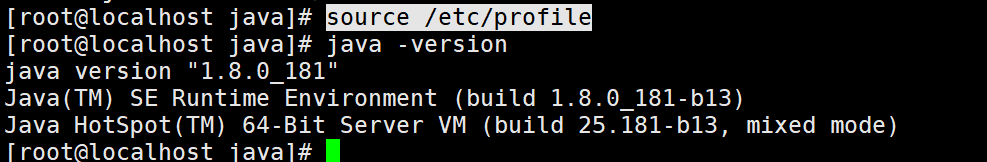 [root@localhost java]# source /etc/profile
[root@localhost java]# java -version
java version "1.8.0_181"
Java(TM) SE Runtime Environment (build 1.8.0_181-b13)
Java HotSpot(TM) 64-Bit Server VM (build 25.181-b13, mixed mode)
[root@localhost java]#